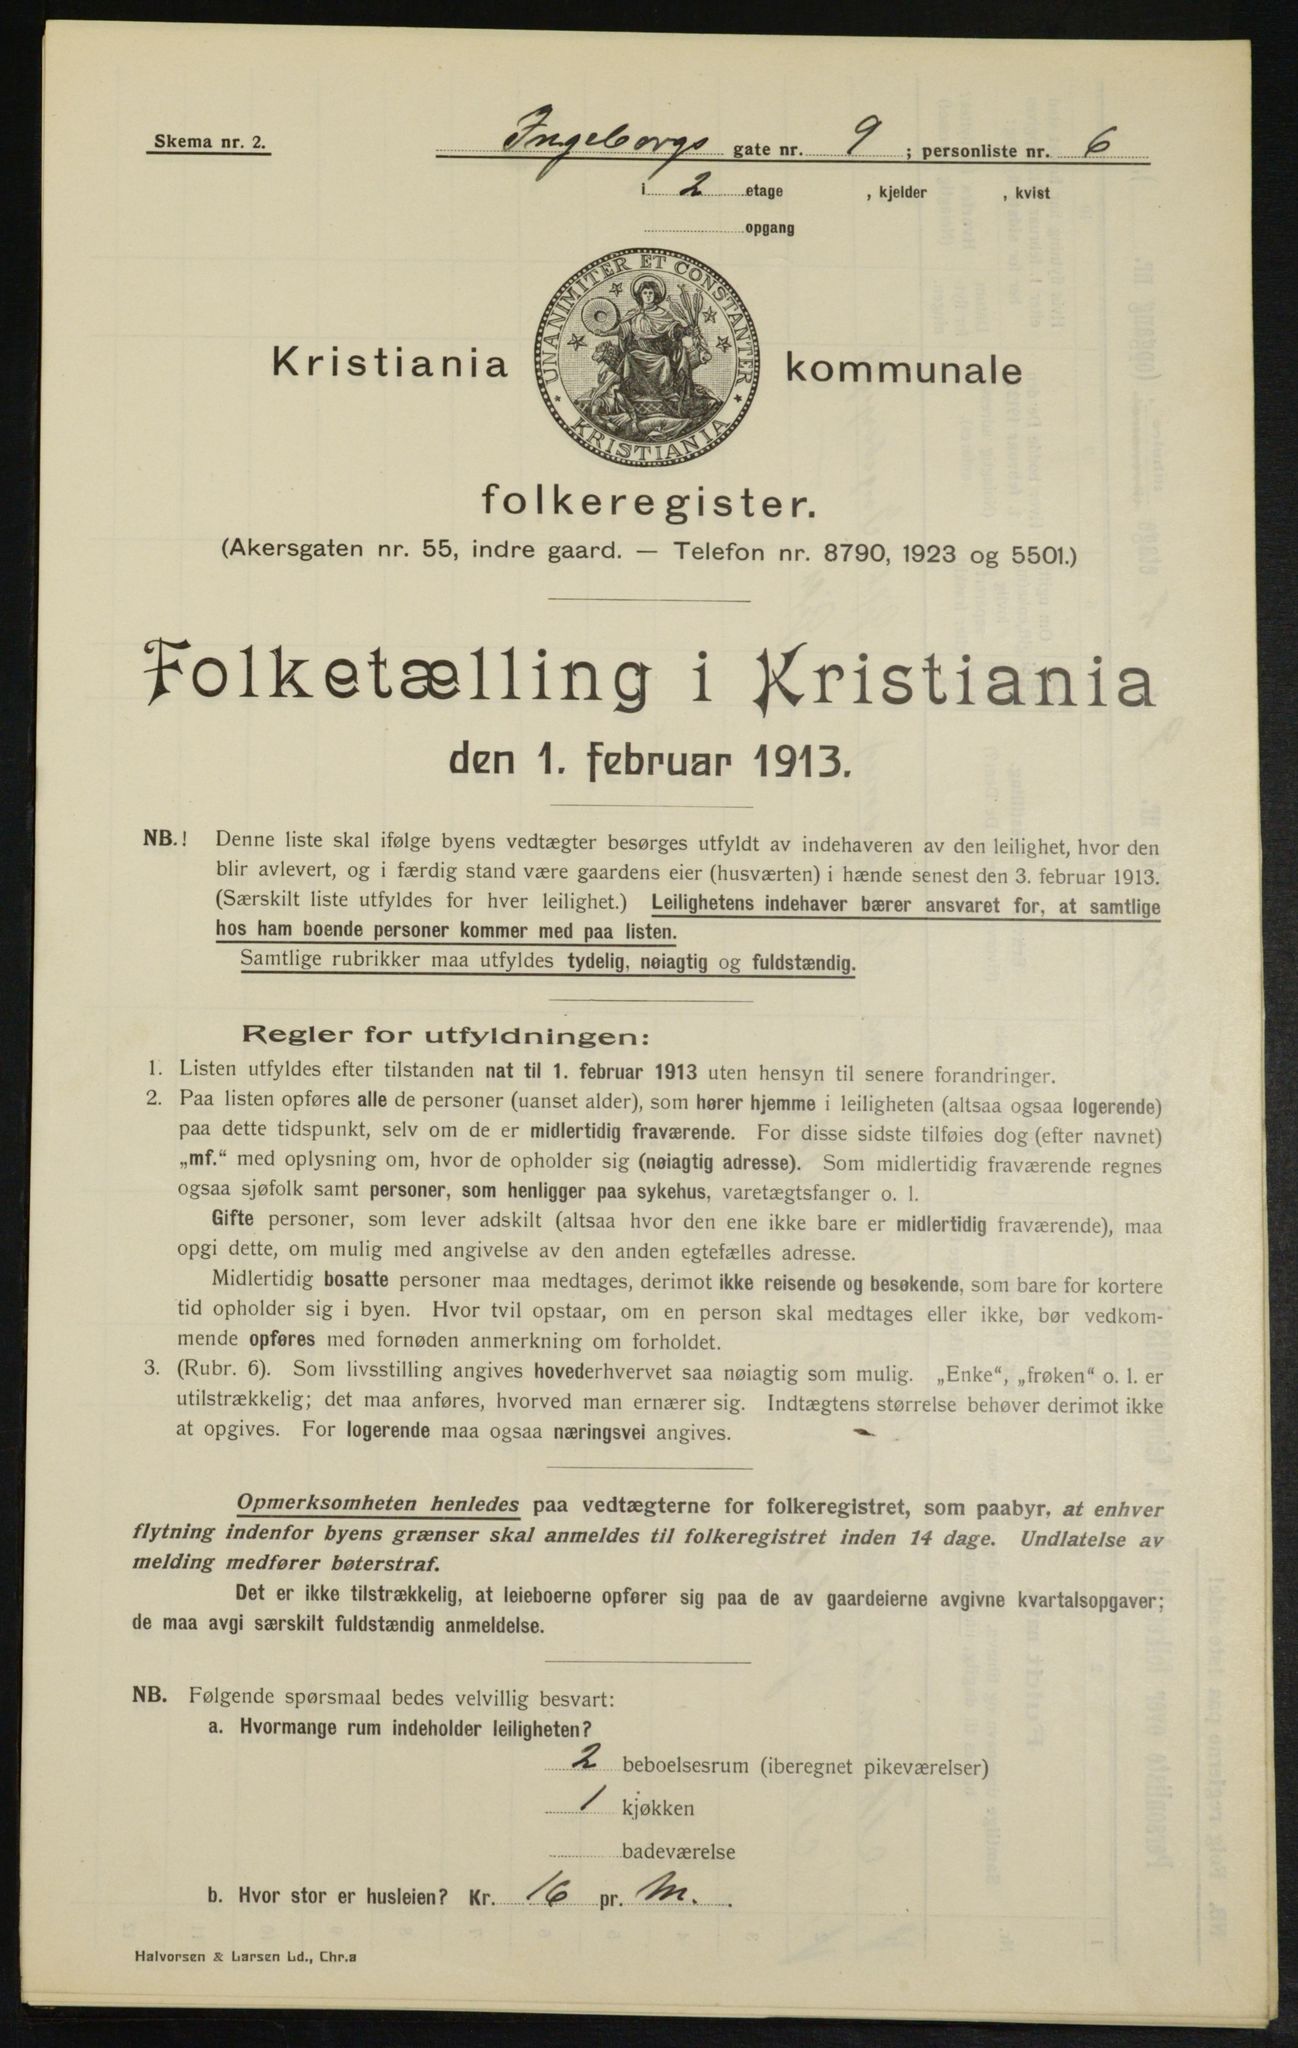 Skema nr. 2.
Ingeborgs gate nr. 9 ; personliste nr. 6
i 2 etage , kjelder , kvist
opgang
UNANIMITER ET CONSTANTER
KRISTIANIA
Kristiania kommunale
folkeregister.
(Akersgaten nr. 55, indre gaard. — Telefon nr. 8790, 1923 og 5501.)
Folketælling i Kristiania
den 1. februar 1913.
NB.! Denne liste skal ifølge byens vedtægter besørges utfyldt av indehaveren av den leilighet, hvor den
blir avlevert, og i færdig stand være gaardens eier (husværten) i hænde senest den 3. februar 1913.
(Særskilt liste utfyldes for hver leilighet.) Leilighetens indehaver bærer ansvaret for, at samtlige
hos ham boende personer kommer med paa listen.
Samtlige rubrikker maa utfyldes tydelig, nøiagtig og fuldstændig.
Regler for utfyldningen:
1. Listen utfyldes efter tilstanden nat til 1. februar 1913 uten hensyn til senere forandringer.
2. Paa listen opføres alle de personer (uanset alder), som hører hjemme i leiligheten (altsaa ogsaa logerende)
paa dette tidspunkt, selv om de er midlertidig fraværende. For disse sidste tilføies dog (efter navnet)
„mf.“ med oplysning om, hvor de opholder sig (nøiagtig adresse). Som midlertidig fraværende regnes
ogsaa sjøfolk samt personer, som henligger paa sykehus, varetægtsfanger o. l.
Gifte personer, som lever adskilt (altsaa hvor den ene ikke bare er midlertidig fraværende), maa
opgi dette, om mulig med angivelse av den anden egtefælles adresse.
Midlertidig bosatte personer maa medtages, derimot ikke reisende og besøkende, som bare for kortere
tid opholder sig i byen. Hvor tvil opstaar, om en person skal medtages eller ikke, bør vedkom-
mende opføres med fornøden anmerkning om forholdet.
3. (Rubr. 6). Som livsstilling angives hovederhvervet saa nøiagtig som mulig. „Enke“, „frøken“ o. l. er
utilstrækkelig; det maa anføres, hvorved man ernærer sig. Indtægtens størrelse behøver derimot ikke
at opgives. For logerende maa ogsaa næringsvei angives.
Opmerksomheten henledes paa vedtægterne for folkeregistret, som paabyr, at enhver
flytning indenfor byens grænser skal anmeldes til folkeregistret inden 14 dage. Undlatelse av
melding medfører bøterstraf.
Det er ikke tilstrækkelig, at leieboerne opfører sig paa de av gaardeierne avgivne kvartalsopgaver;
de maa avgi særskilt fuldstændig anmeldelse.
NB. Følgende spørsmaal bedes velvillig besvart:
a. Hvormange rum indeholder leiligheten?
2 beboelsesrum (iberegnet pikeværelser)
1 kjøkken
badeværelse
b. Hvor stor er husleien? Kr. 16 pr. M.
Halvorsen & Larsen Ld., Chr.a